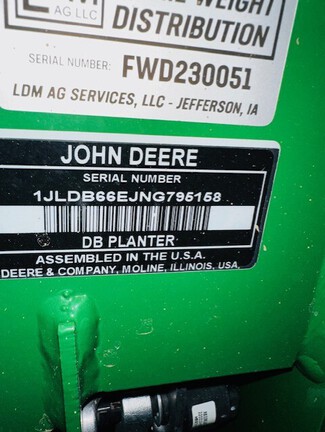 AG LLC
WEIGHT
DISTRIBUTION
SERIAL NUMBER: FWD230051
LDM AG SERVICES, LLC - JEFFERSON, IA
JOHN DEERE
SERIAL NUMBER
1JLDB66EJNG795158
DB PLANTER
ASSEMBLED IN THE U.S.A.
DEERE & COMPANY, MOLINE, ILLINOIS, USA